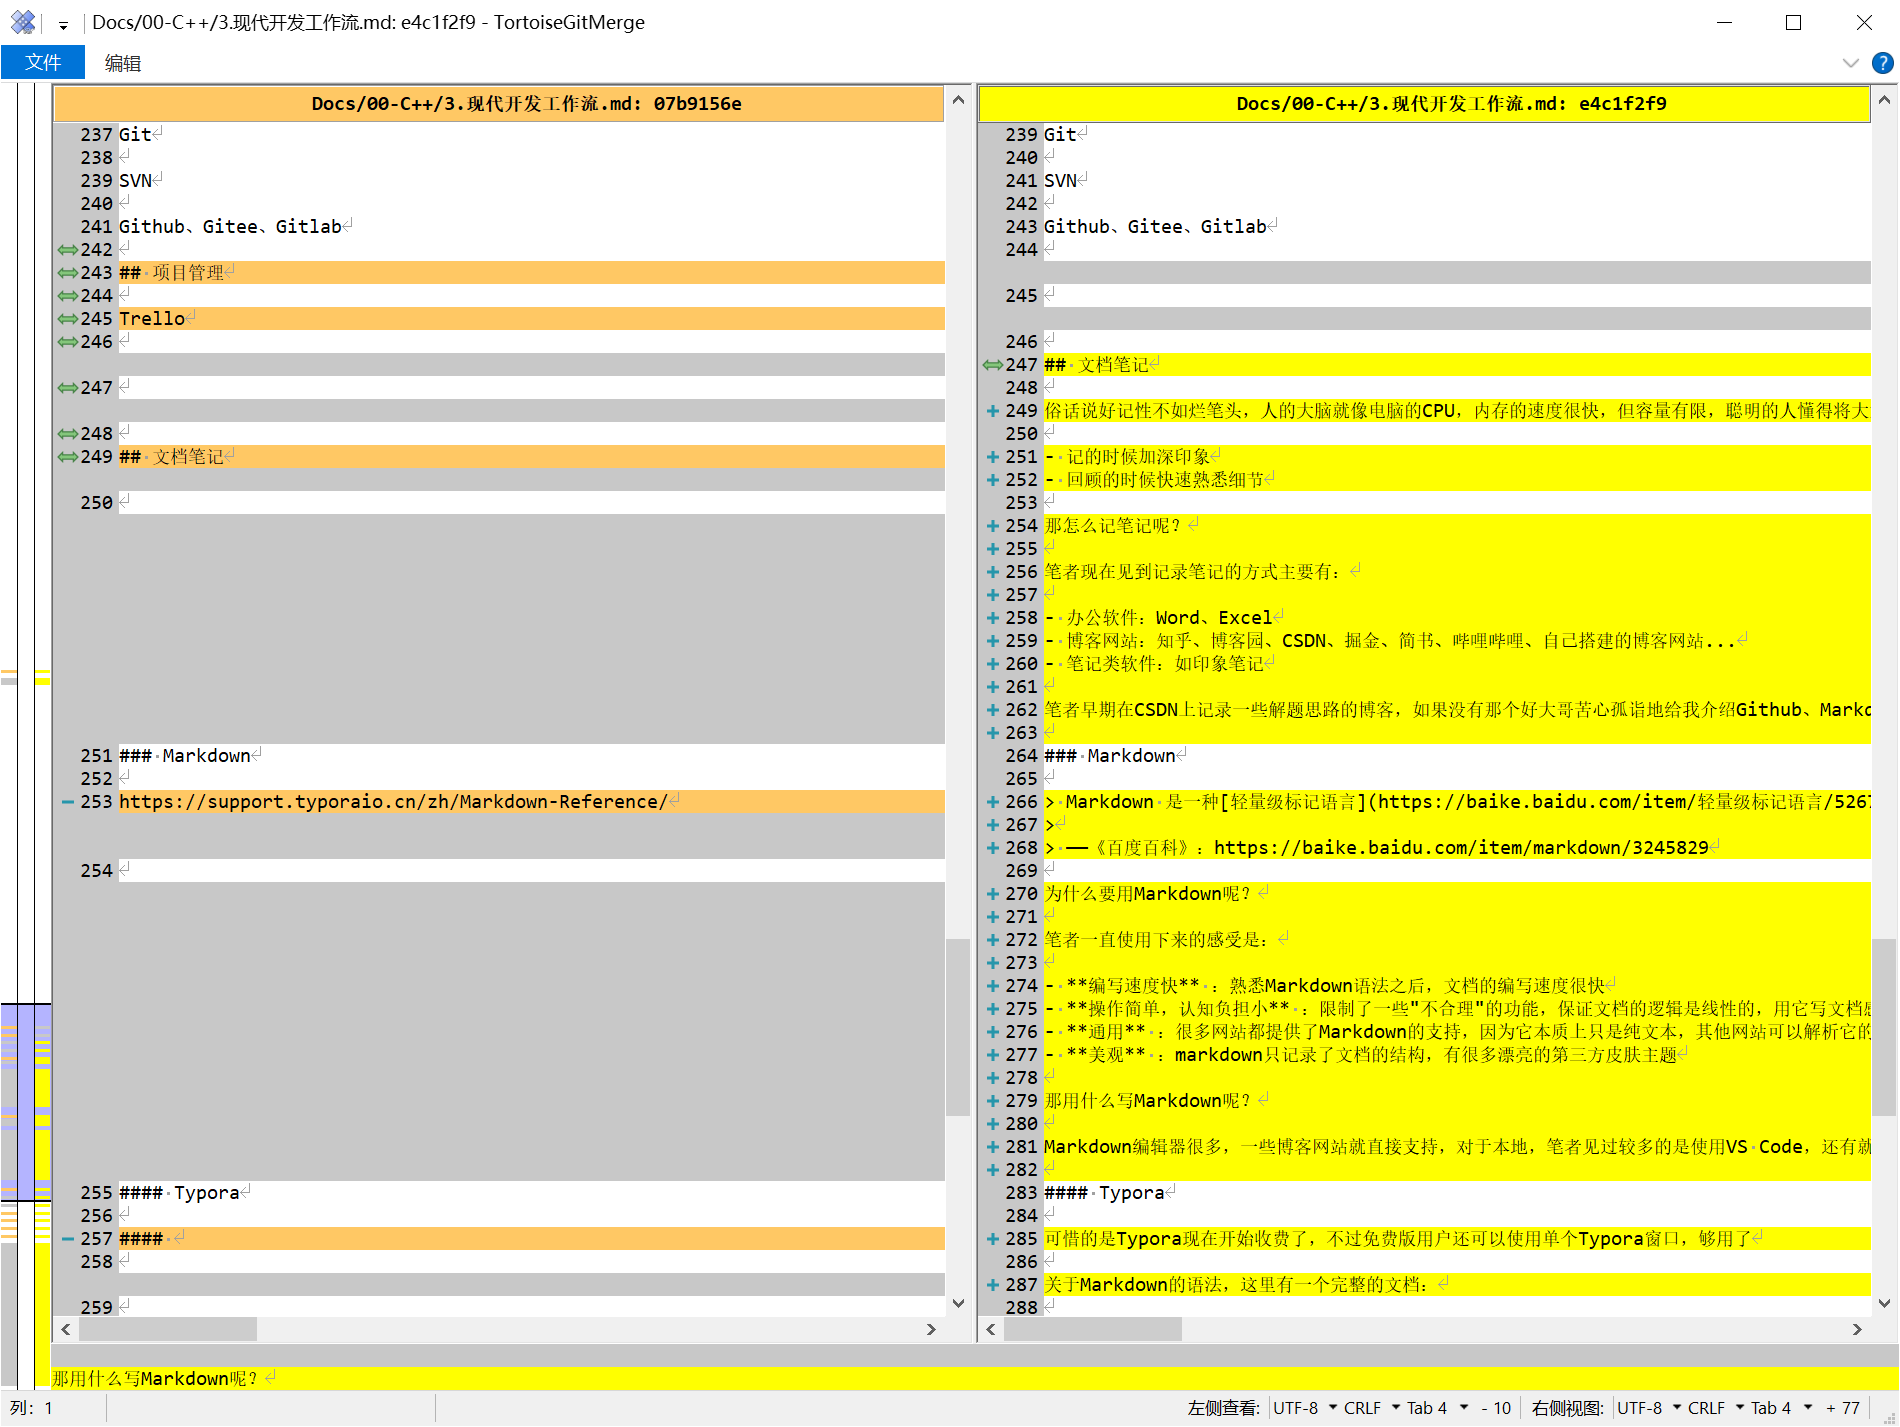 Docs/00-C++/3.现代开发工作流.md: e4c1f2f9 - TortoiseGitMerge
文件 编辑
Docs/00-C++/3.现代开发工作流.md: 07b9156e
237 Git
238
239 SVN
240
241 Github、Gitee、Gitlab
242
243 ## 项目管理
244
245 Trello
246
247
248
249 ## 文档笔记
250
251 ### Markdown
252
253 https://support.typoraio.cn/zh/Markdown-Reference/
254
255 #### Typora
256
257 ####
258
259
Docs/00-C++/3.现代开发工作流.md: e4c1f2f9
239 Git
240
241 SVN
242
243 Github、Gitee、Gitlab
244
245
246
247 ## 文档笔记
248
249 俗话说好记性不如烂笔头，人的大脑就像电脑的CPU，内存的速度很快，但容量有限，聪明的人懂得将大
250
251 - 记的时候加深印象
252 - 回顾的时候快速熟悉细节
253
254 那怎么记笔记呢？
255
256 笔者现在见到记录笔记的方式主要有：
257
258 - 办公软件：Word、Excel
259 - 博客网站：知乎、博客园、CSDN、掘金、简书、哔哩哔哩、自己搭建的博客网站...
260 - 笔记类软件：如印象笔记
261
262 笔者早期在CSDN上记录一些解题思路的博客，如果没有那个好大哥苦心孤诣地给我介绍Github、Markd
263
264 ### Markdown
265
266 > Markdown 是一种[轻量级标记语言](https://baike.baidu.com/item/轻量级标记语言/5267
267 >
268 > ——《百度百科》：https://baike.baidu.com/item/markdown/3245829
269
270 为什么要用Markdown呢？
271
272 笔者一直使用下来的感受是：
273
274 - **编写速度快** ：熟悉Markdown语法之后，文档的编写速度很快
275 - **操作简单，认知负担小** ：限制了一些"不合理"的功能，保证文档的逻辑是线性的，用它写文档感
276 - **通用** ：很多网站都提供了Markdown的支持，因为它本质上只是纯文本，其他网站可以解析它的
277 - **美观** ：markdown只记录了文档的结构，有很多漂亮的第三方皮肤主题
278
279 那用什么写Markdown呢？
280
281 Markdown编辑器很多，一些博客网站就直接支持，对于本地，笔者见过较多的是使用VS Code，还有就
282
283 #### Typora
284
285 可惜的是Typora现在开始收费了，不过免费版用户还可以使用单个Typora窗口，够用了
286
287 关于Markdown的语法，这里有一个完整的文档：
288
那用什么写Markdown呢？
列：1 左侧查看: UTF-8 CRLF Tab 4 - 10 右侧视图: UTF-8 CRLF Tab 4 + 77